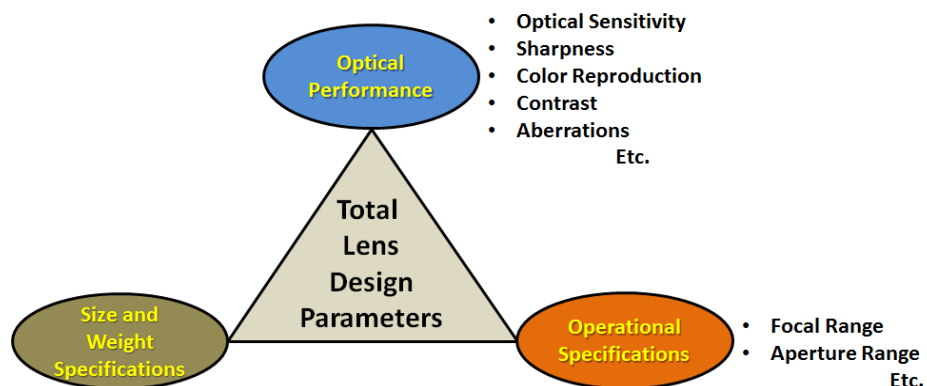 Optical
Performance
• Optical Sensitivity
• Sharpness
• Color Reproduction
• Contrast
• Aberrations
Etc.
Total
Lens
Design
Parameters
Size and
Weight
Specifications
Operational
Specifications
• Focal Range
• Aperture Range
Etc.